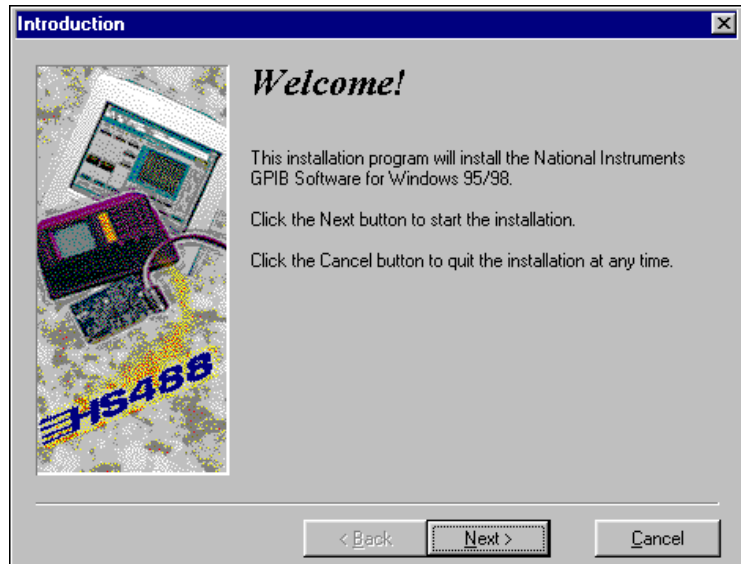 Introduction
Welcome!
This installation program will install the National Instruments
GPIB Software for Windows 95/98.
Click the Next button to start the installation.
Click the Cancel button to quit the installation at any time.
HS488
< Back
Next >
Cancel